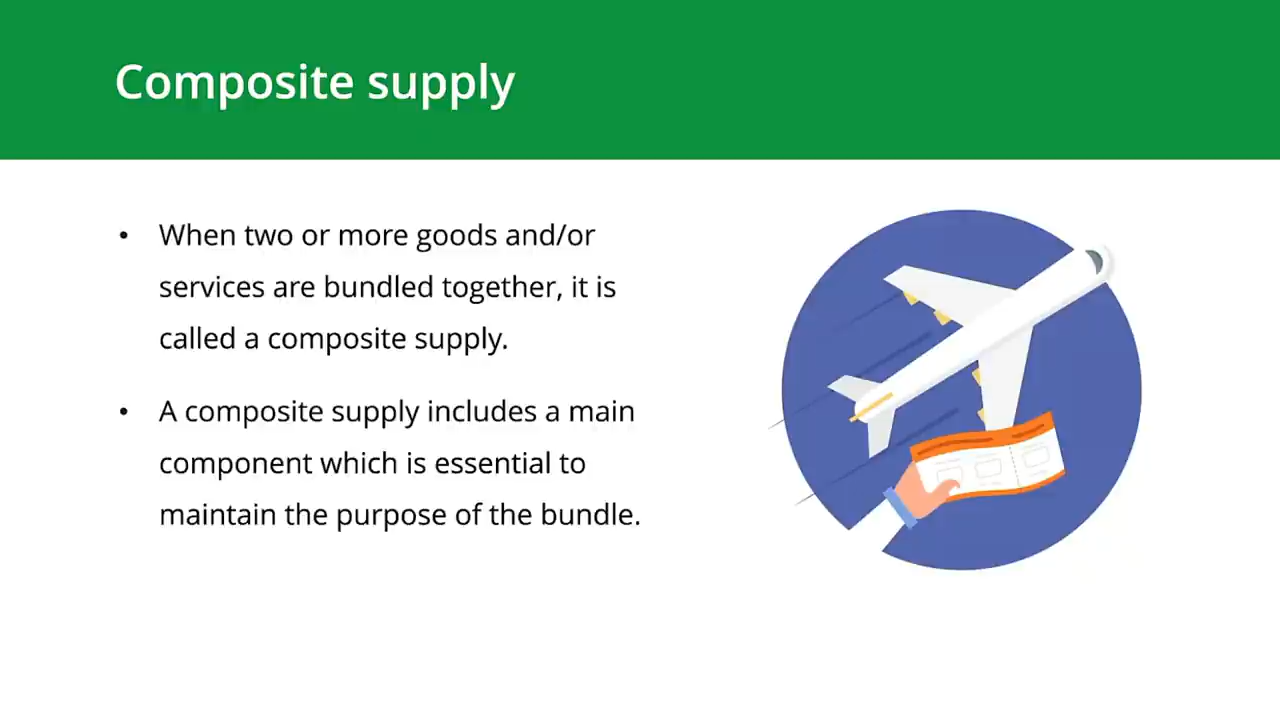 Composite supply
• When two or more goods and/or
services are bundled together, it is
called a composite supply.
• A composite supply includes a main
component which is essential to
maintain the purpose of the bundle.